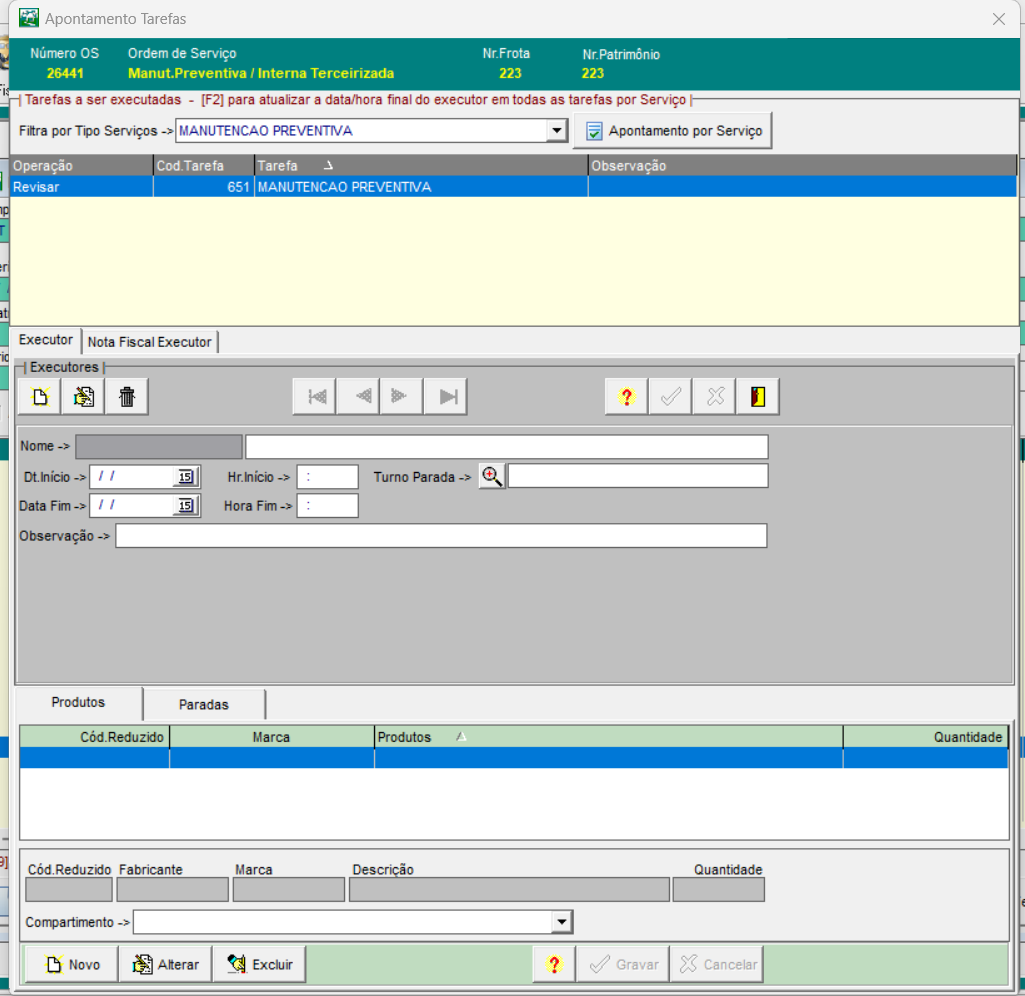 Apontamento Tarefas
Número OS Ordem de Serviço Nr.Frota Nr.Patrimônio
26441 Manut.Preventiva / Interna Terceirizada 223 223
Tarefas a ser executadas - [F2] para atualizar a data/hora final do executor em todas as tarefas por Serviço
Filtra por Tipo Serviços -> MANUTENCAO PREVENTIVA Apontamento por Serviço
Operação Cod.Tarefa Tarefa Observação
Revisar 651 MANUTENCAO PREVENTIVA
Executor Nota Fiscal Executor
Executores
?
Nome ->
Dt.Início -> / / 15 Hr.Início -> : Turno Parada ->
Data Fim -> / / 15 Hora Fim -> :
Observação ->
Produtos Paradas
Cód.Reduzido Marca Produtos Quantidade
Cód.Reduzido Fabricante Marca Descrição Quantidade
Compartimento ->
Novo Alterar Excluir ? Gravar Cancelar